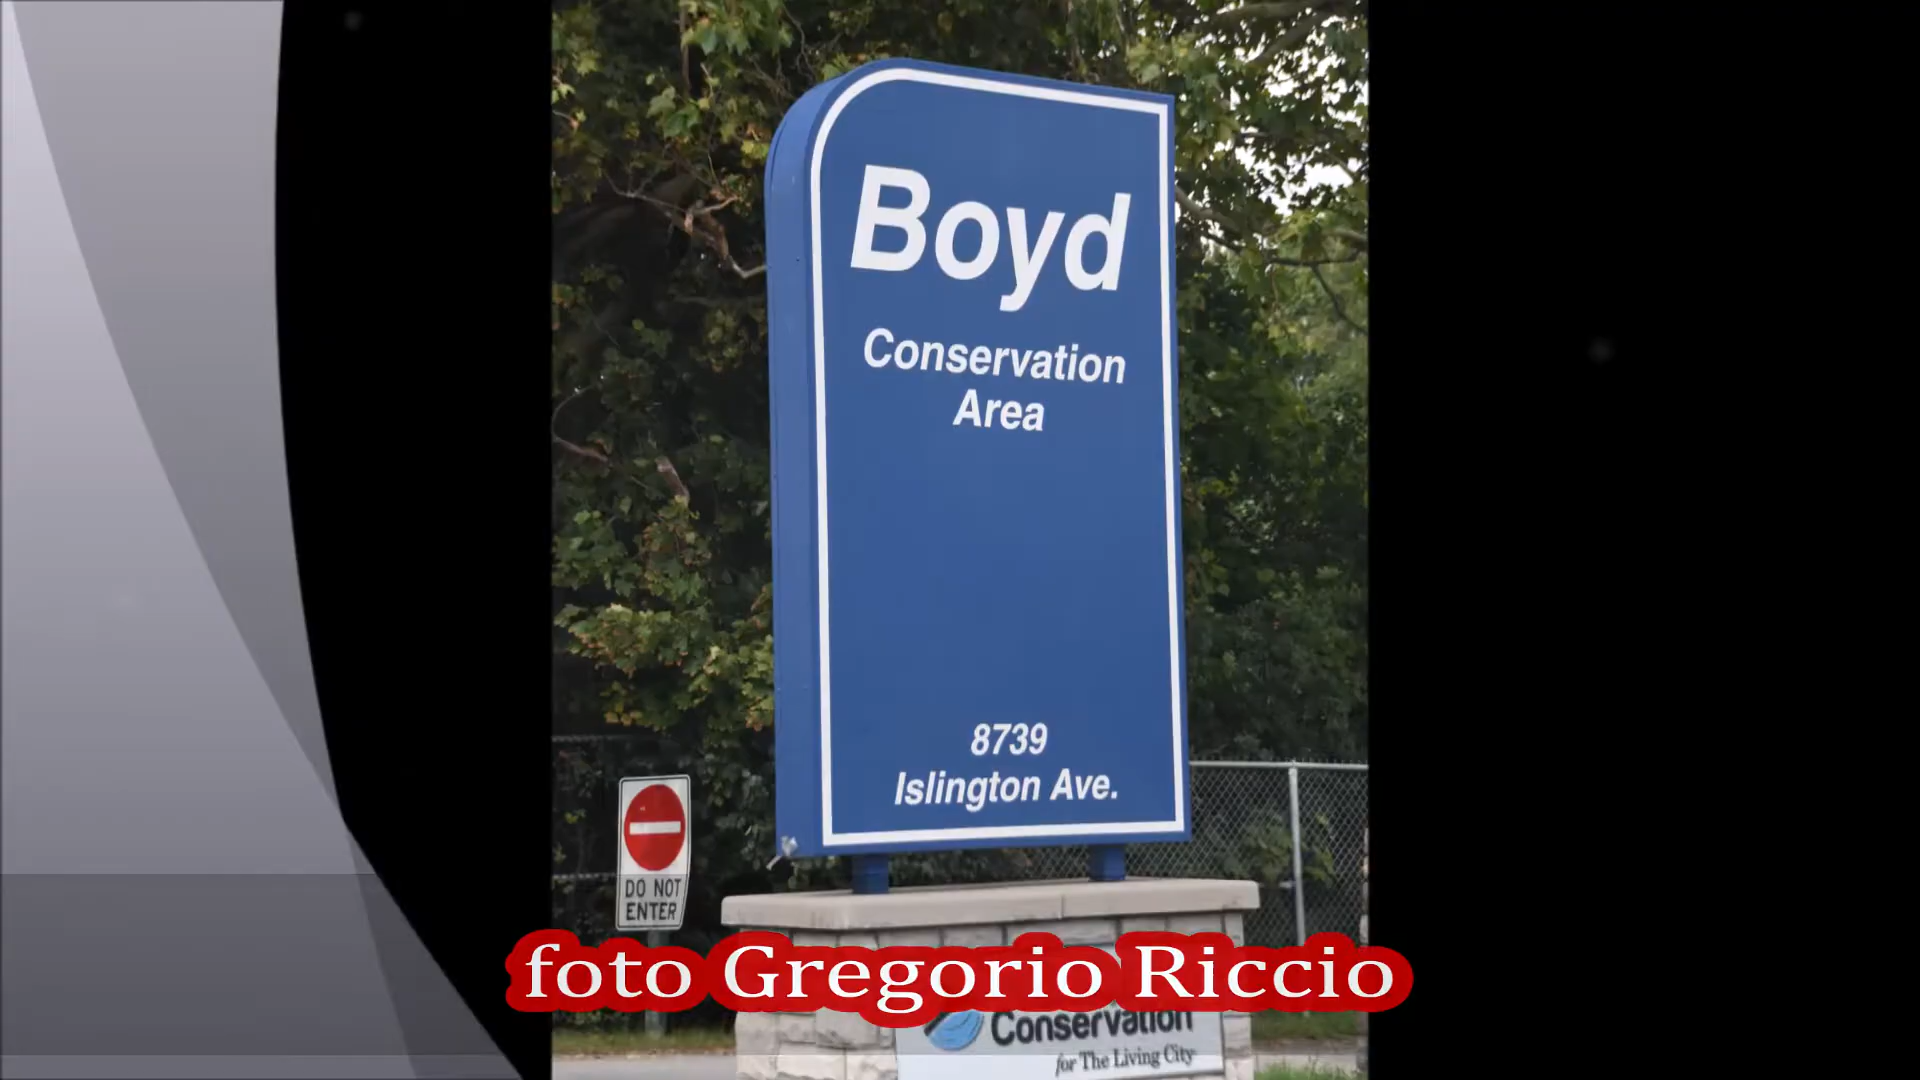 Boyd
Conservation
Area
8739
Islington Ave.
DO NOT
ENTER
foto Gregorio Riccio
Conservation
for The Living City